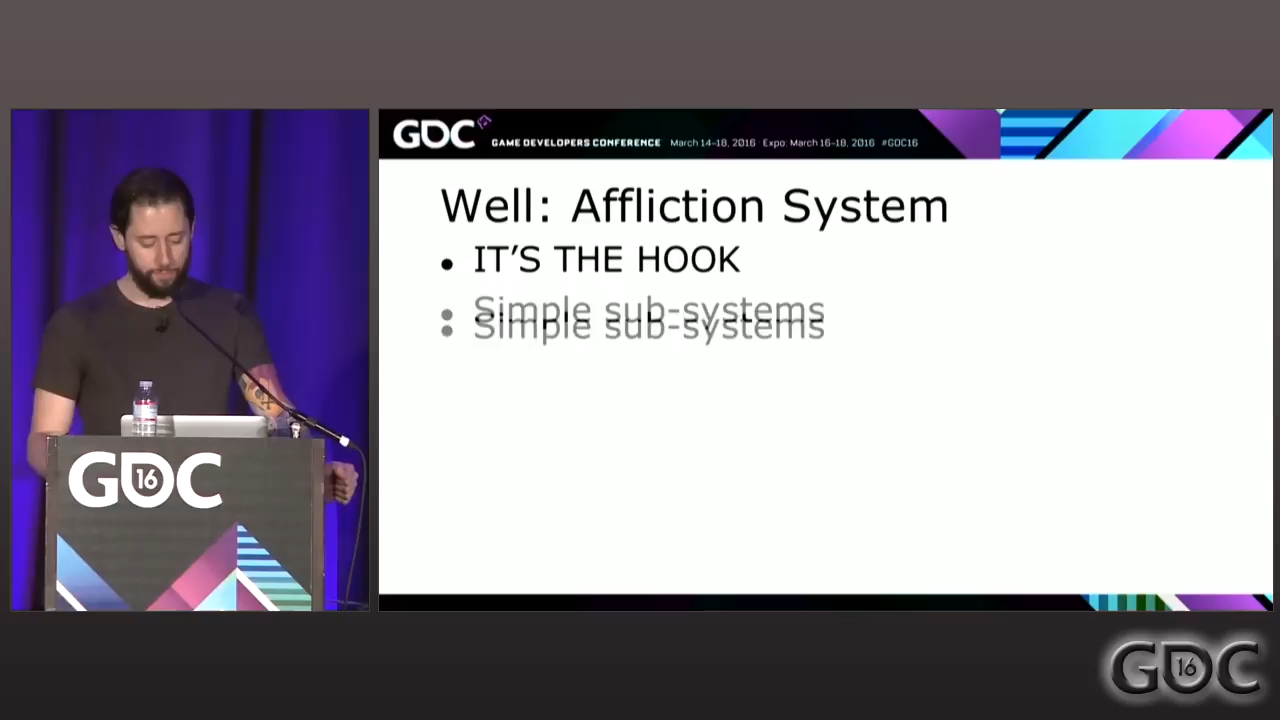 GDC
GAME DEVELOPERS CONFERENCE March 14–18, 2016 Expo: March 16–18, 2016 #GDC16
Well: Affliction System
• IT'S THE HOOK
• Simple sub-systems
• Simple sub-systems
GDC
16
GDC
16